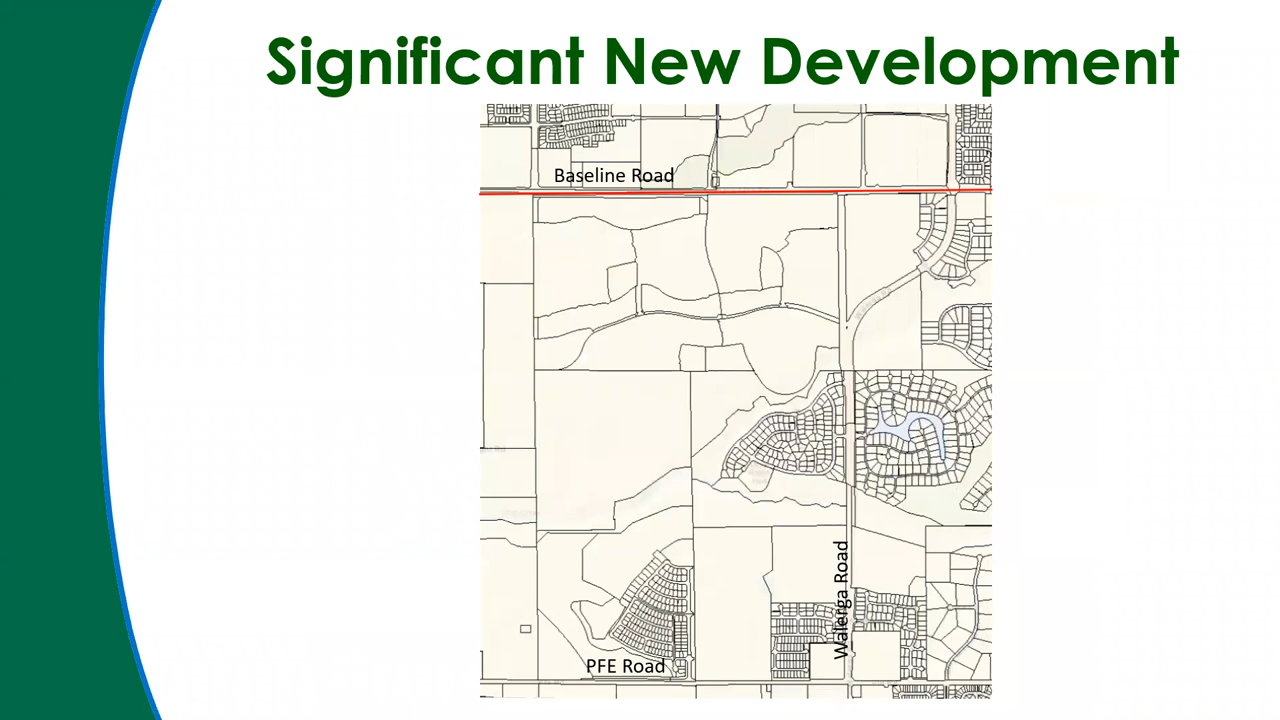 Significant New Development
Baseline Road
Walerga Road
PFE Road